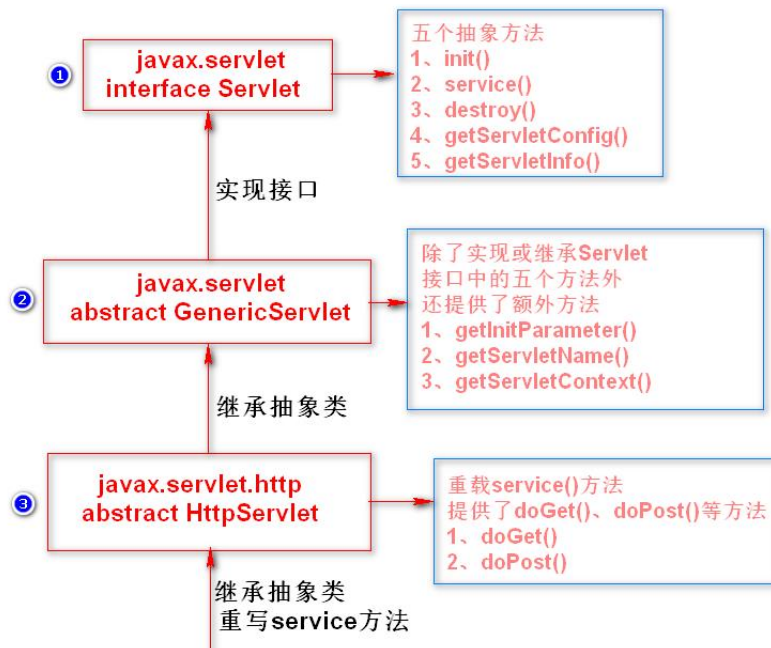 1
javax.servlet
interface Servlet
五个抽象方法
1、init()
2、service()
3、destroy()
4、getServletConfig()
5、getServletInfo()
实现接口
2
javax.servlet
abstract GenericServlet
除了实现或继承Servlet
接口中的五个方法外
还提供了额外方法
1、getInitParameter()
2、getServletName()
3、getServletContext()
继承抽象类
3
javax.servlet.http
abstract HttpServlet
重载service()方法
提供了doGet()、doPost()等方法
1、doGet()
2、doPost()
继承抽象类
重写service方法